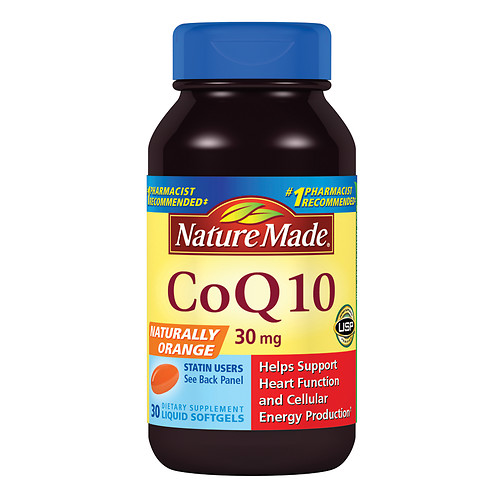 PHARMACIST
RECOMMENDED‡
#1 PHARMACIST
RECOMMENDED‡
Nature Made®
CoQ10
NATURALLY
ORANGE
30 mg
USP
STATIN USERS
See Back Panel
Helps Support
Heart Function
and Cellular
Energy Production†
30 DIETARY SUPPLEMENT
LIQUID SOFTGELS